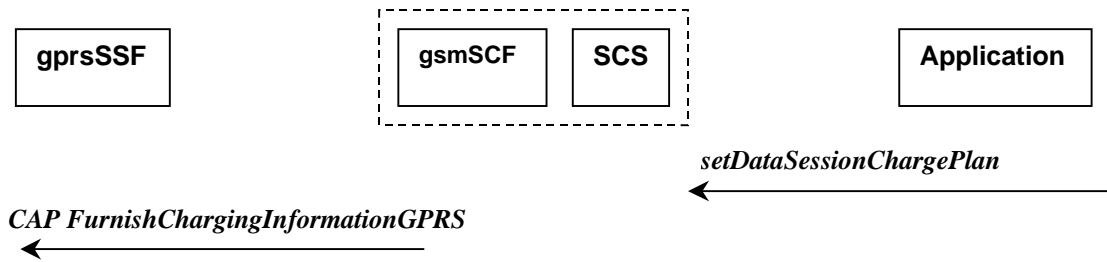 gprsSSF
gsmSCF
SCS
Application
setDataSessionChargePlan
CAP FurnishChargingInformationGPRS